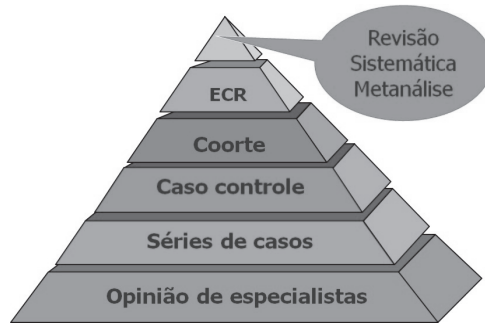 Revisão
Sistemática
Metanálise
ECR
Coorte
Caso controle
Séries de casos
Opinião de especialistas